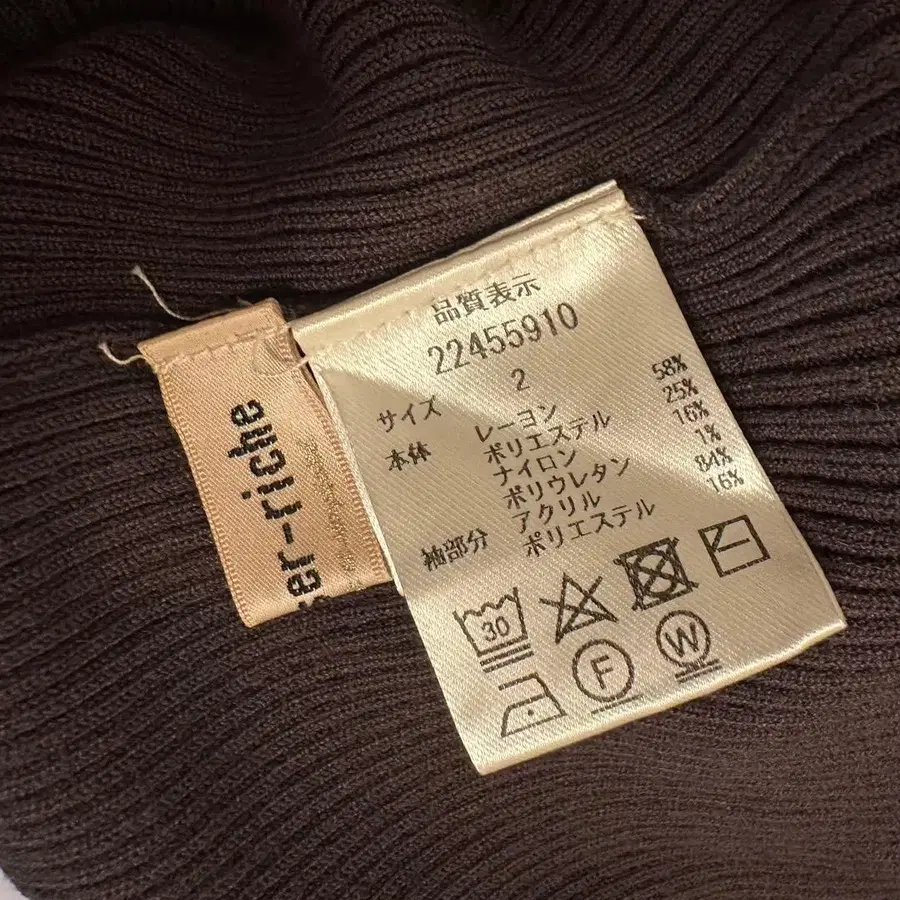 er-riche
品質表示
22455910
サイズ 2
本体 レーヨン 58%
ポリエステル 25%
ナイロン 16%
ポリウレタン 1%
袖部分 アクリル 84%
ポリエステル 16%
30
F W